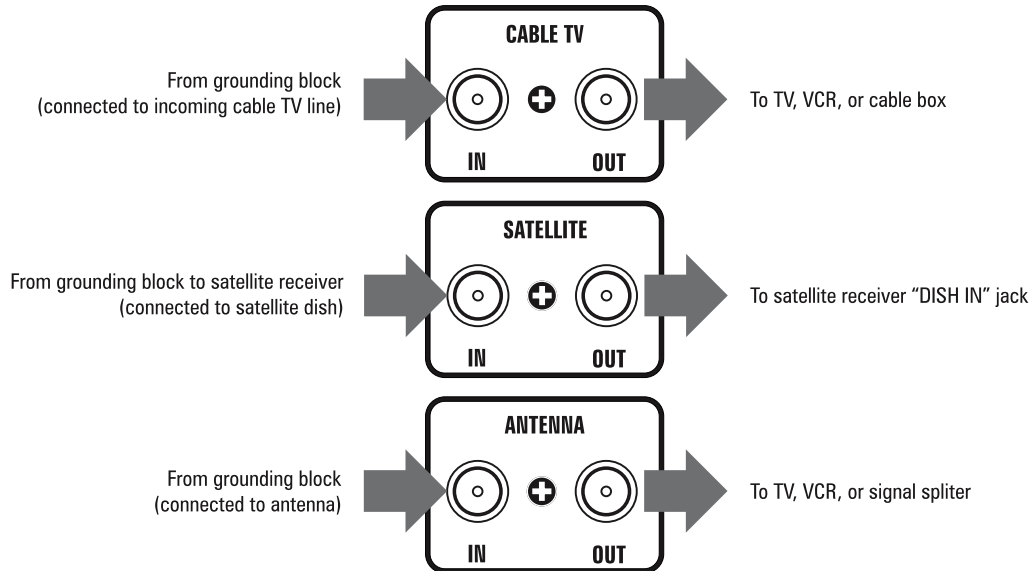 CABLE TV
From grounding block
(connected to incoming cable TV line)
To TV, VCR, or cable box
IN OUT
SATELLITE
From grounding block to satellite receiver
(connected to satellite dish)
To satellite receiver “DISH IN” jack
IN OUT
ANTENNA
From grounding block
(connected to antenna)
To TV, VCR, or signal spliter
IN OUT